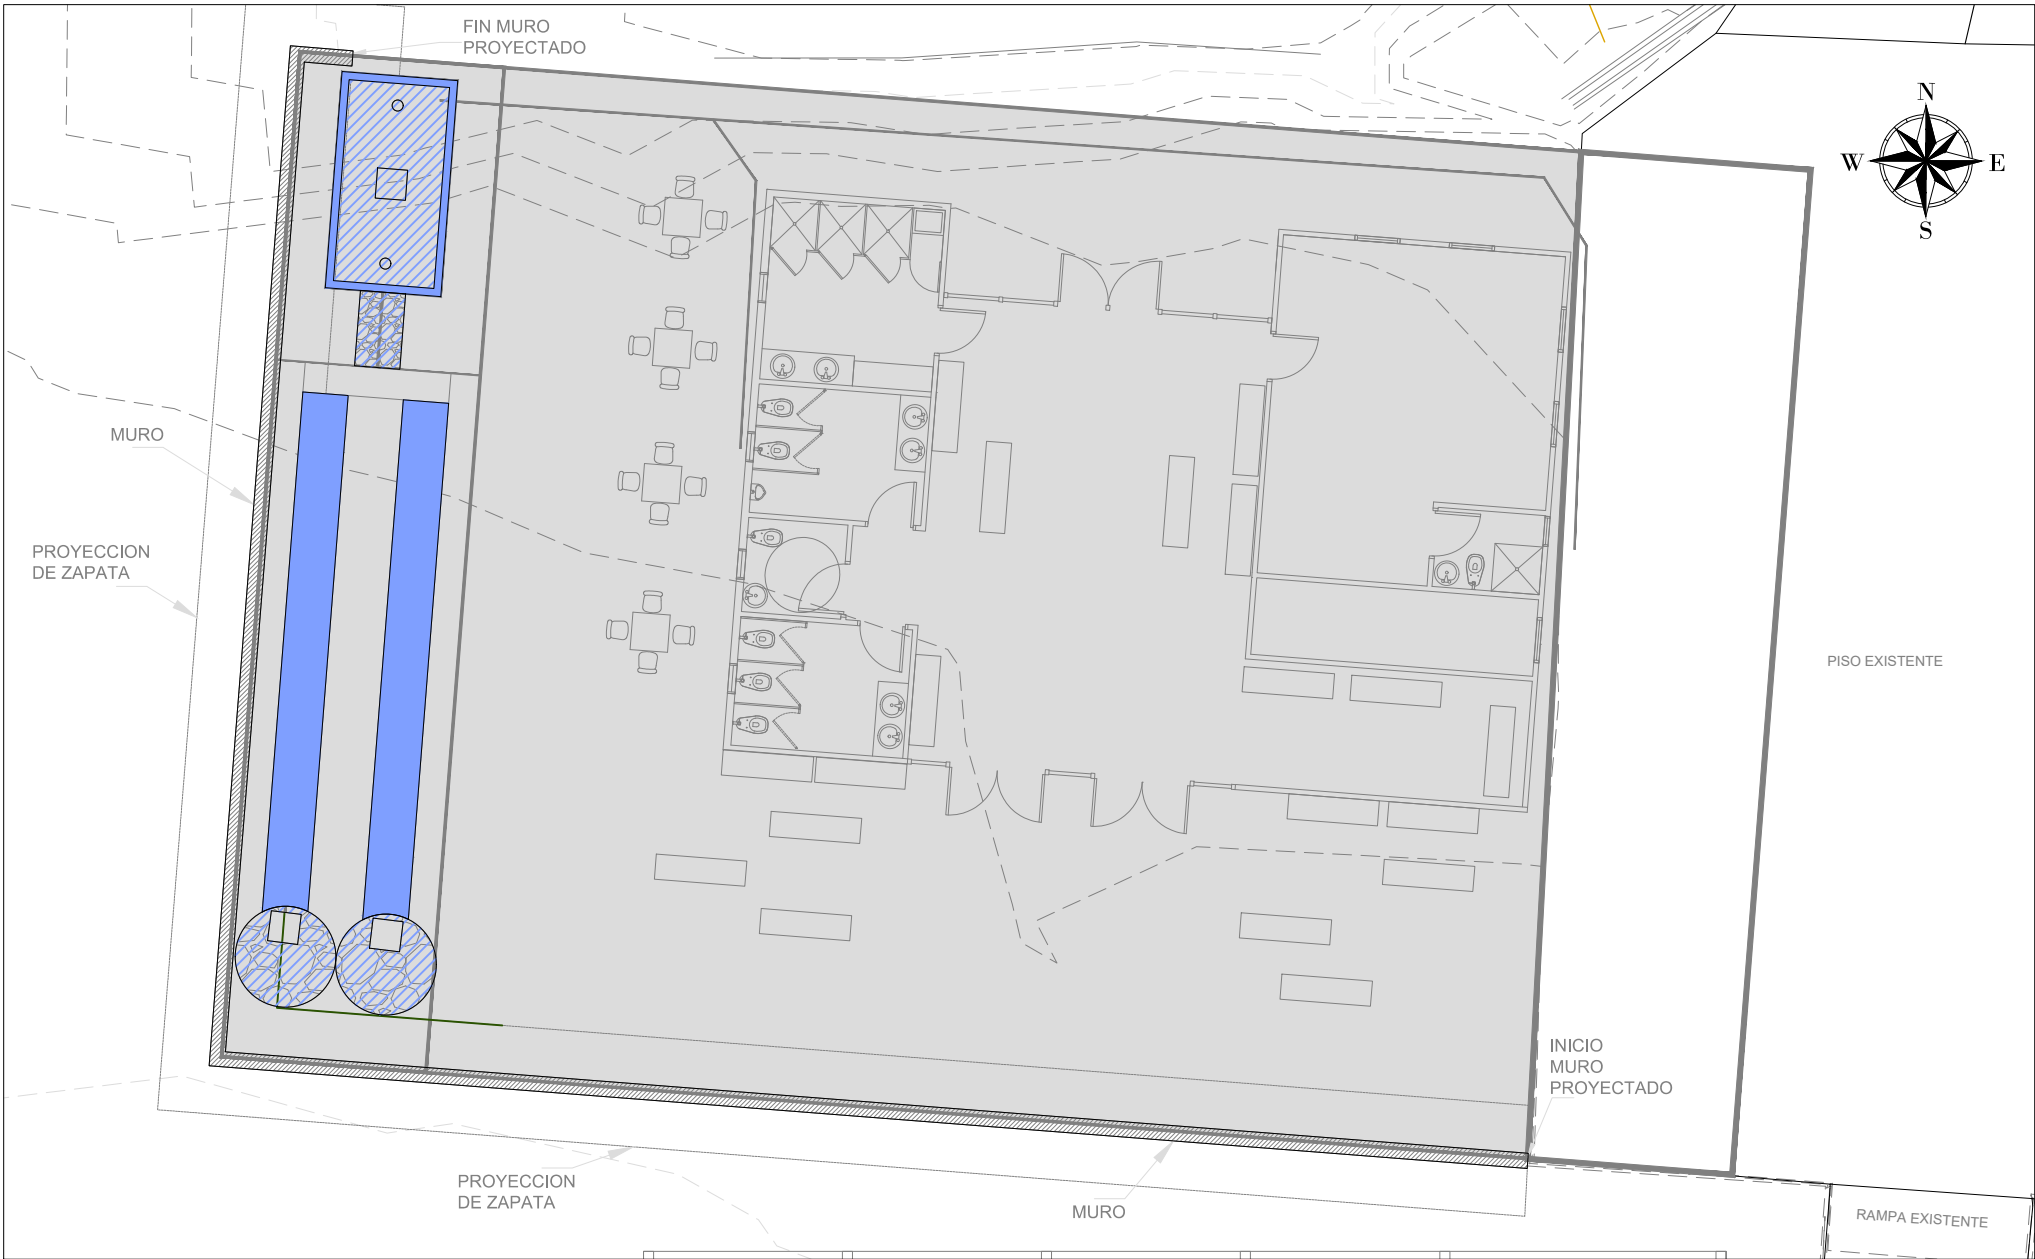 FIN MURO
PROYECTADO
N
W
E
S
MURO
PROYECCION
DE ZAPATA
PISO EXISTENTE
INICIO
MURO
PROYECTADO
PROYECCION
DE ZAPATA
MURO
RAMPA EXISTENTE